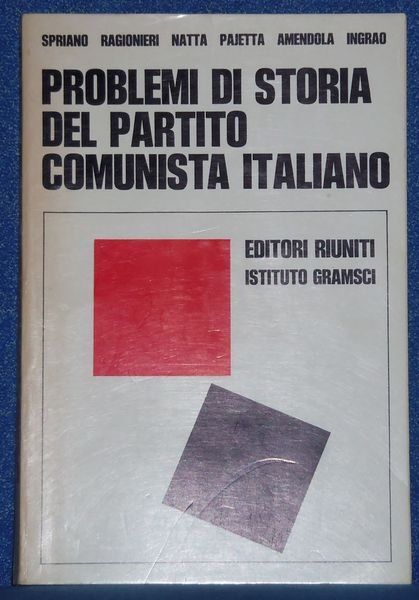 SPRIANO RAGIONIERI NATTA PAJETTA AMENDOLA INGRAO
PROBLEMI DI STORIA
DEL PARTITO
COMUNISTA ITALIANO
EDITORI RIUNITI
ISTITUTO GRAMSCI